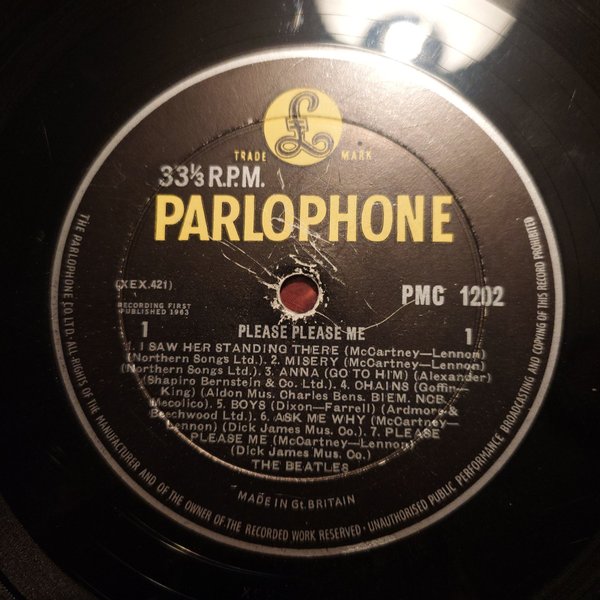 £
TRADE MARK
33⅓ R.P.M.
PARLOPHONE
(XEX.421)
PMC 1202
RECORDING FIRST
PUBLISHED 1963
1 PLEASE PLEASE ME 1
1. I SAW HER STANDING THERE (McCartney—Lennon)
(Northern Songs Ltd.) 2. MISERY (McCartney—Lennon)
(Northern Songs Ltd.) 3. ANNA (GO TO HIM) (Alexander)
(Shapiro Bernstein & Co. Ltd.) 4. CHAINS (Goffin—
King) (Aldon Mus. Charles Bens. BIEM. NCB.
Mecolico). 5. BOYS (Dixon—Farrell) (Ardmore &
Beechwood Ltd.) 6. ASK ME WHY (McCartney—
Lennon) (Dick James Mus. Co.) 7. PLEASE
PLEASE ME (McCartney—Lennon)
(Dick James Mus. Co.)
THE BEATLES
MADE IN Gt. BRITAIN
THE PARLOPHONE CO. LTD. ALL RIGHTS OF THE MANUFACTURER AND OF THE OWNER OF THE RECORDED WORK RESERVED · UNAUTHORISED PUBLIC PERFORMANCE BROADCASTING AND COPYING OF THIS RECORD PROHIBITED